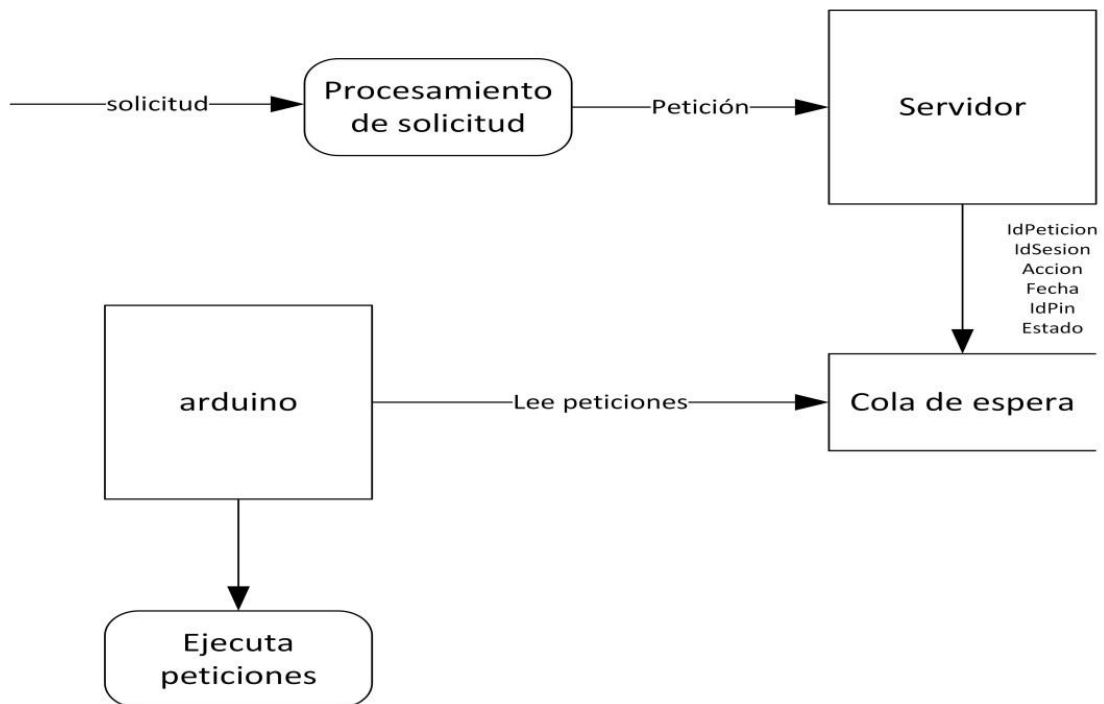 solicitud
Procesamiento
de solicitud
Petición
Servidor
IdPeticion
IdSesion
Accion
Fecha
IdPin
Estado
arduino
Lee peticiones
Cola de espera
Ejecuta
peticiones